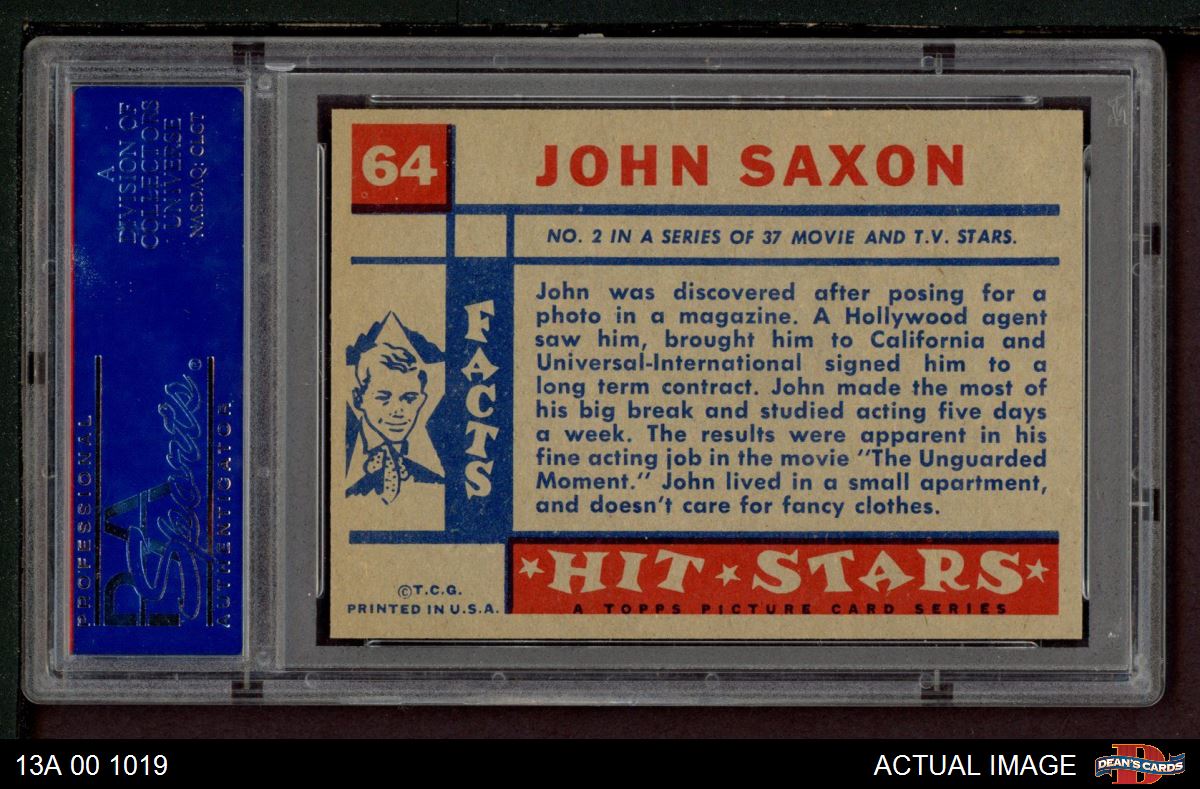 A
DIVISION OF
COLLECTORS
UNIVERSE
NASDAQ: CLCT
PROFESSIONAL
PSA
Sports®
AUTHENTICATOR
64
JOHN SAXON
NO. 2 IN A SERIES OF 37 MOVIE AND T.V. STARS.
FACTS
John was discovered after posing for a
photo in a magazine. A Hollywood agent
saw him, brought him to California and
Universal-International signed him to a
long term contract. John made the most of
his big break and studied acting five days
a week. The results were apparent in his
fine acting job in the movie "The Unguarded
Moment." John lived in a small apartment,
and doesn't care for fancy clothes.
©T.C.G.
PRINTED IN U.S.A.
HIT STARS
A TOPPS PICTURE CARD SERIES
13A 00 1019
ACTUAL IMAGE
DEAN'S CARDS